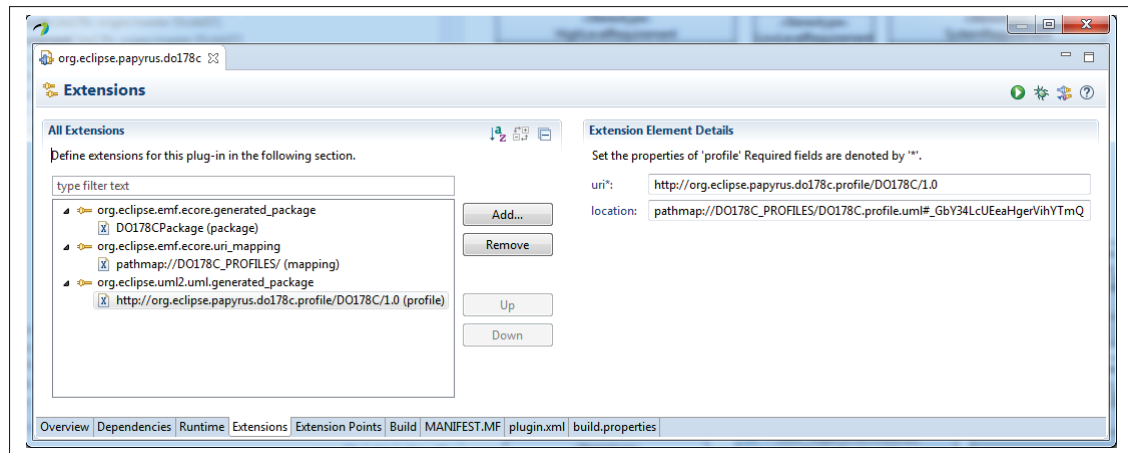 org.eclipse.papyrus.do178c
Extensions
All Extensions
Define extensions for this plug-in in the following section.
type filter text
org.eclipse.emf.ecore.generated_package
DO178CPackage (package)
org.eclipse.emf.ecore.uri_mapping
pathmap://DO178C_PROFILES/ (mapping)
org.eclipse.uml2.uml.generated_package
http://org.eclipse.papyrus.do178c.profile/DO178C/1.0 (profile)
Add...
Remove
Up
Down
Extension Element Details
Set the properties of 'profile' Required fields are denoted by '*'.
uri*: http://org.eclipse.papyrus.do178c.profile/DO178C/1.0
location: pathmap://DO178C_PROFILES/DO178C.profile.uml#_GbY34LcUEeaHgerVihYTmQ
Overview Dependencies Runtime Extensions Extension Points Build MANIFEST.MF plugin.xml build.properties